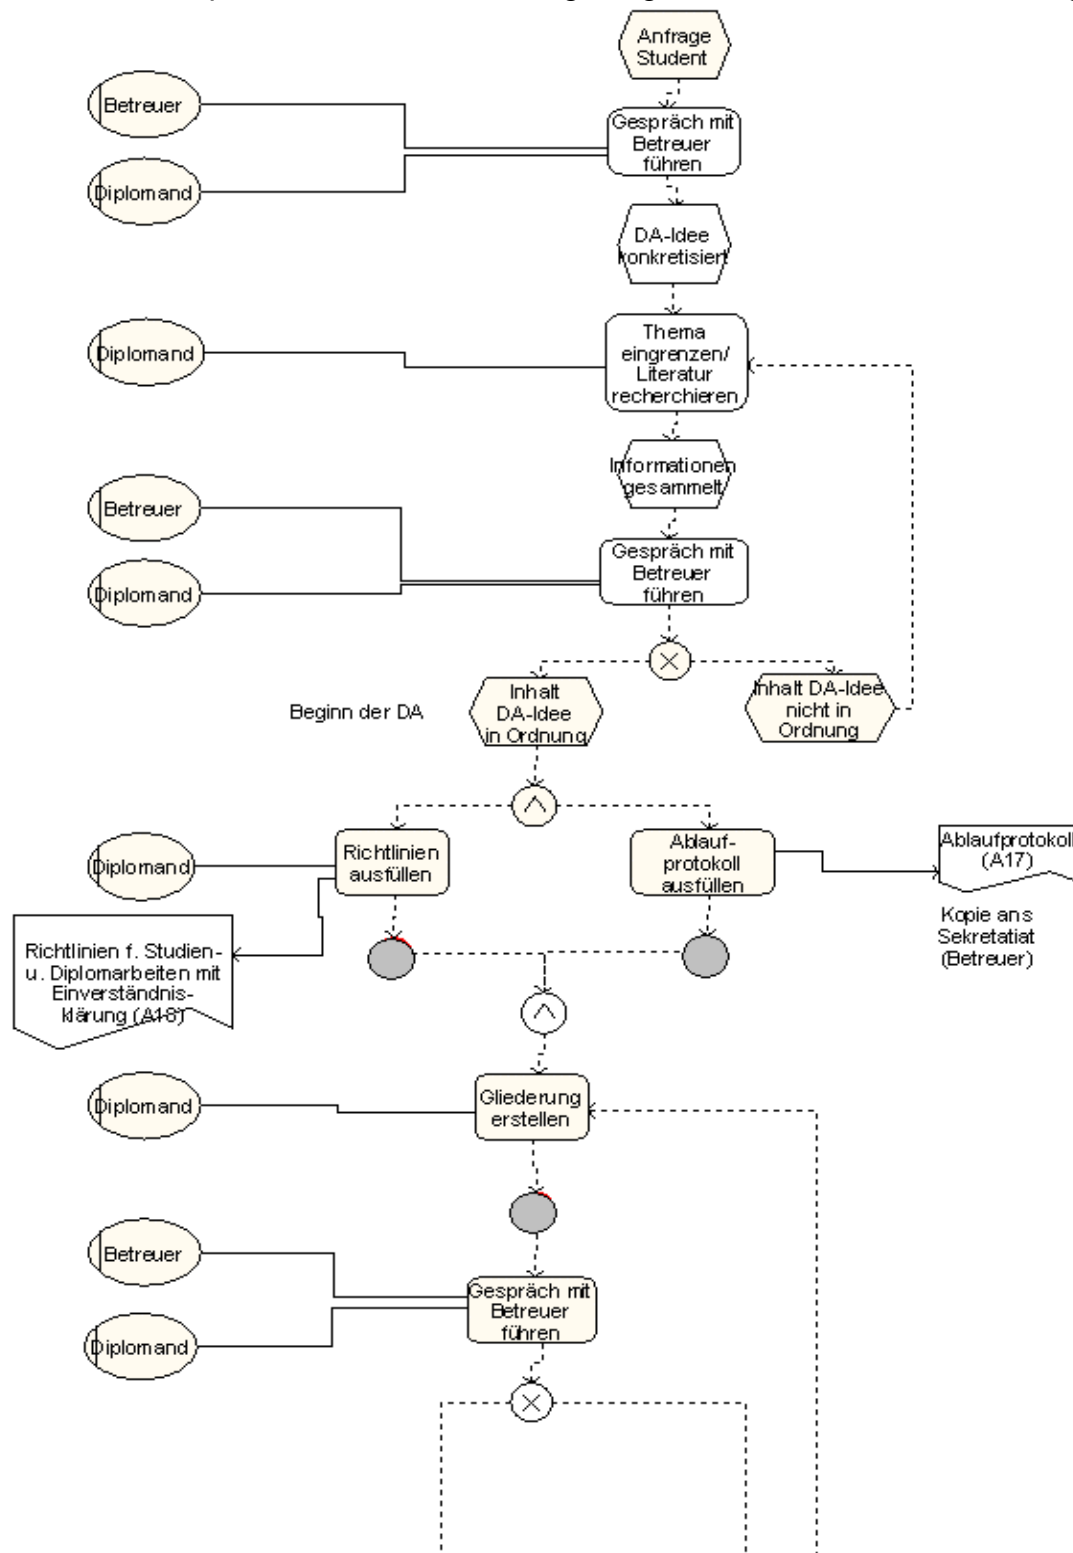 Anfrage
Student
Betreuer
Gespräch mit
Betreuer
führen
Diplomand
DA-Idee
konkretisiert
Thema
eingrenzen/
Literatur
recherchieren
Diplomand
Informationen
gesammelt
Betreuer
Gespräch mit
Betreuer
führen
Diplomand
Beginn der DA
Inhalt
DA-Idee
in Ordnung
Inhalt DA-Idee
nicht in
Ordnung
Diplomand
Richtlinien
ausfüllen
Ablauf-
protokoll
ausfüllen
Ablaufprotokoll
(A17)
Kopie ans
Sekretatiat
(Betreuer)
Richtlinien f. Studien-
u. Diplomarbeiten mit
Einverständnis-
klärung (A18)
Diplomand
Gliederung
erstellen
Betreuer
Gespräch mit
Betreuer
führen
Diplomand